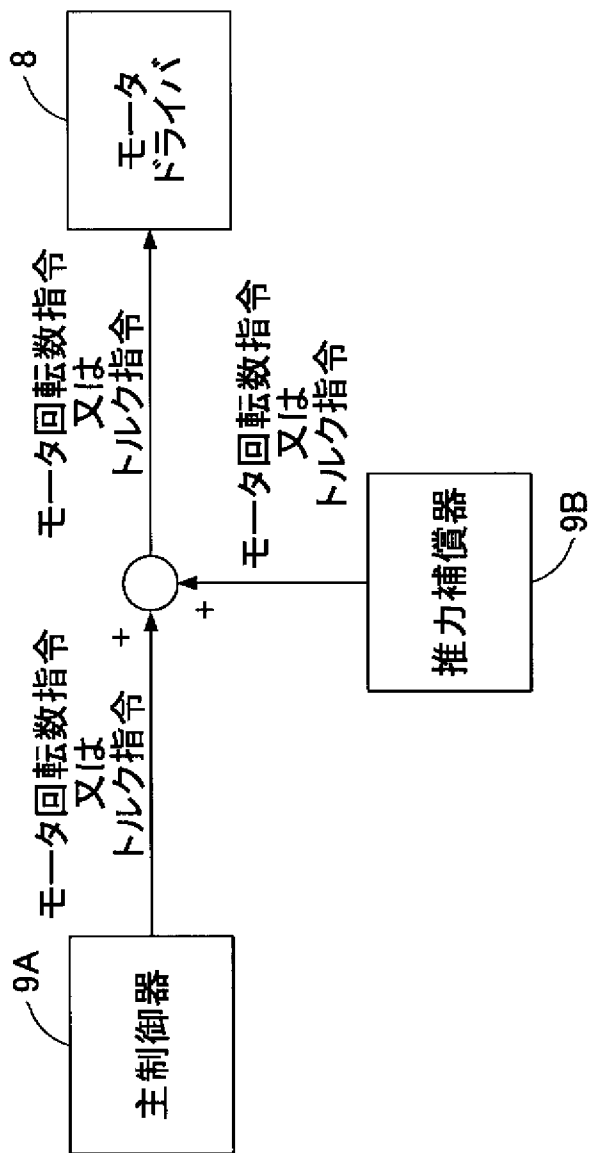 9A
主制御器
モータ回転数指令
又は
トルク指令
+
+
モータ回転数指令
又は
トルク指令
8
モータ
ドライバ
モータ回転数指令
又は
トルク指令
推力補償器
9B